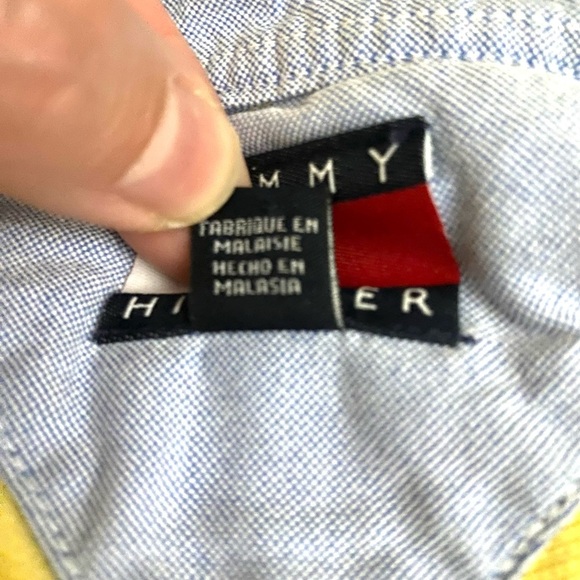 MMY
FABRIQUE EN
MALAISIE
HECHO EN
MALASIA
HI ER